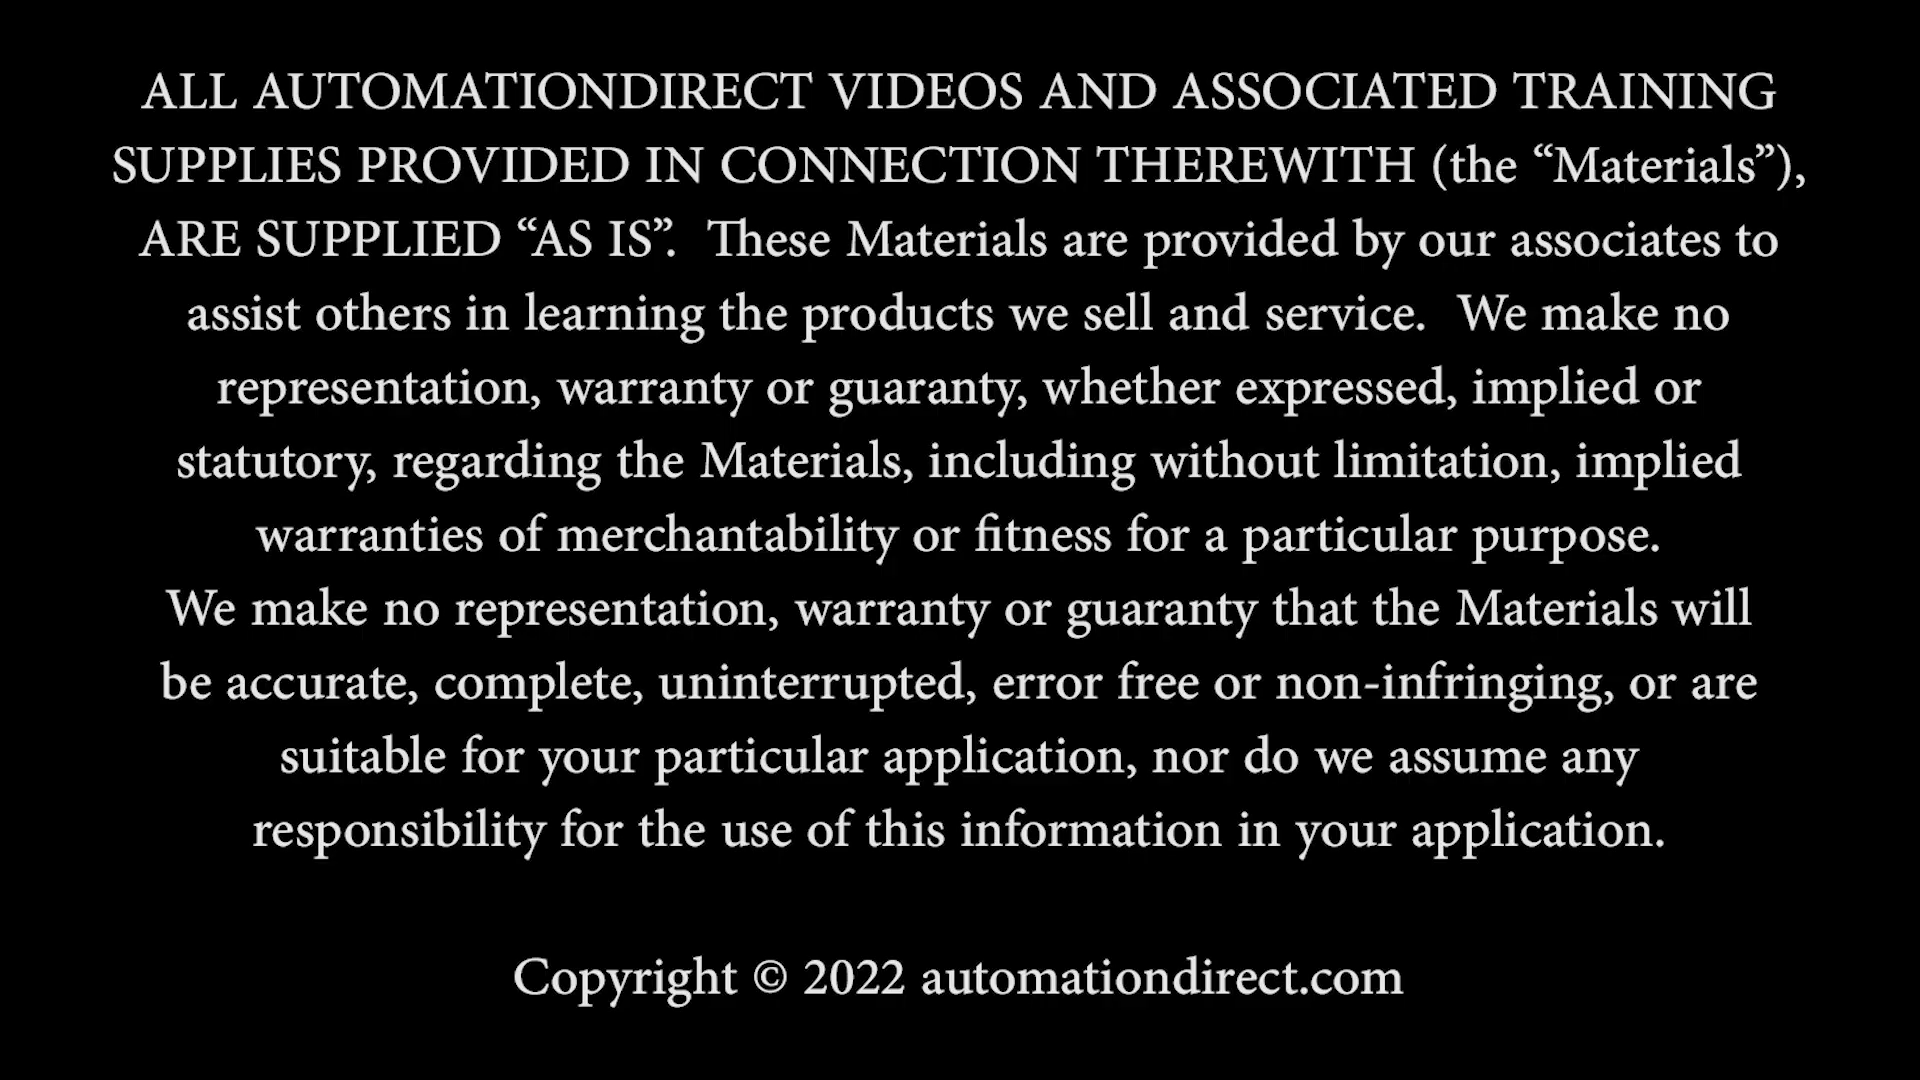 ALL AUTOMATIONDIRECT VIDEOS AND ASSOCIATED TRAINING
SUPPLIES PROVIDED IN CONNECTION THEREWITH (the “Materials”),
ARE SUPPLIED “AS IS”.  These Materials are provided by our associates to
assist others in learning the products we sell and service.  We make no
representation, warranty or guaranty, whether expressed, implied or
statutory, regarding the Materials, including without limitation, implied
warranties of merchantability or fitness for a particular purpose.
We make no representation, warranty or guaranty that the Materials will
be accurate, complete, uninterrupted, error free or non-infringing, or are
suitable for your particular application, nor do we assume any
responsibility for the use of this information in your application.
Copyright © 2022 automationdirect.com